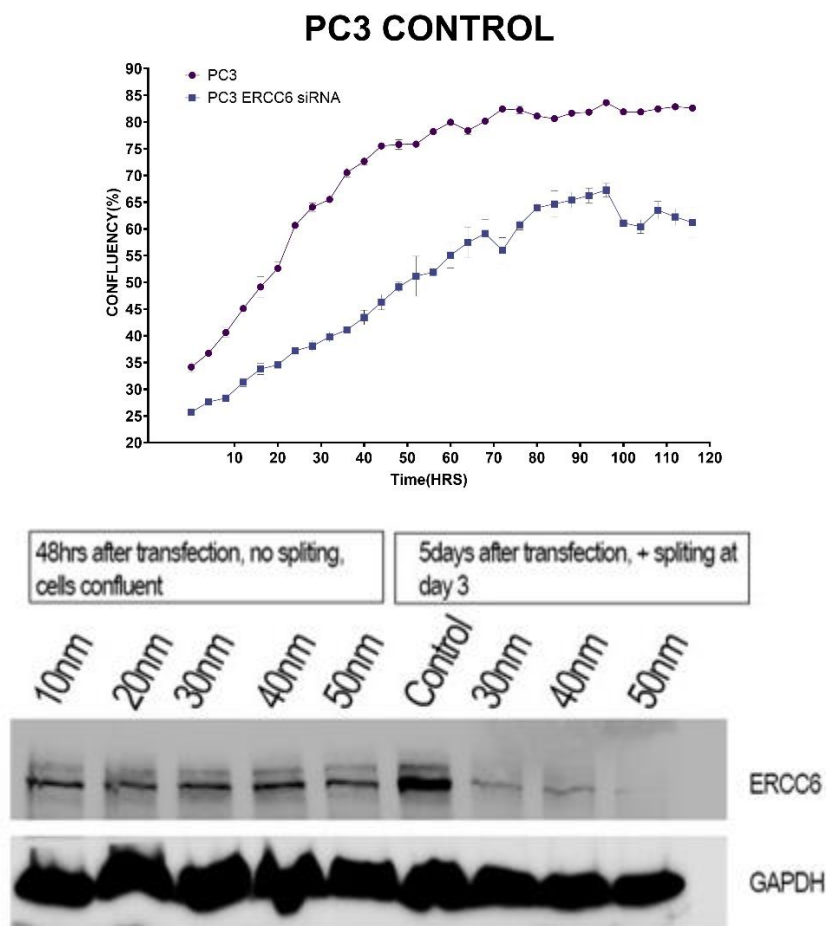 PC3 CONTROL
90
85
80
75
70
65
60
55
50
45
40
35
30
25
20
CONFLUENCY(%)
PC3
PC3 ERCC6 siRNA
10 20 30 40 50 60 70 80 90 100 110 120
Time(HRS)
48hrs after transfection, no spliting,
cells confluent
5days after transfection, + spliting at
day 3
10nm 20nm 30nm 40nm 50nm Control 30nm 40nm 50nm
ERCC6
GAPDH